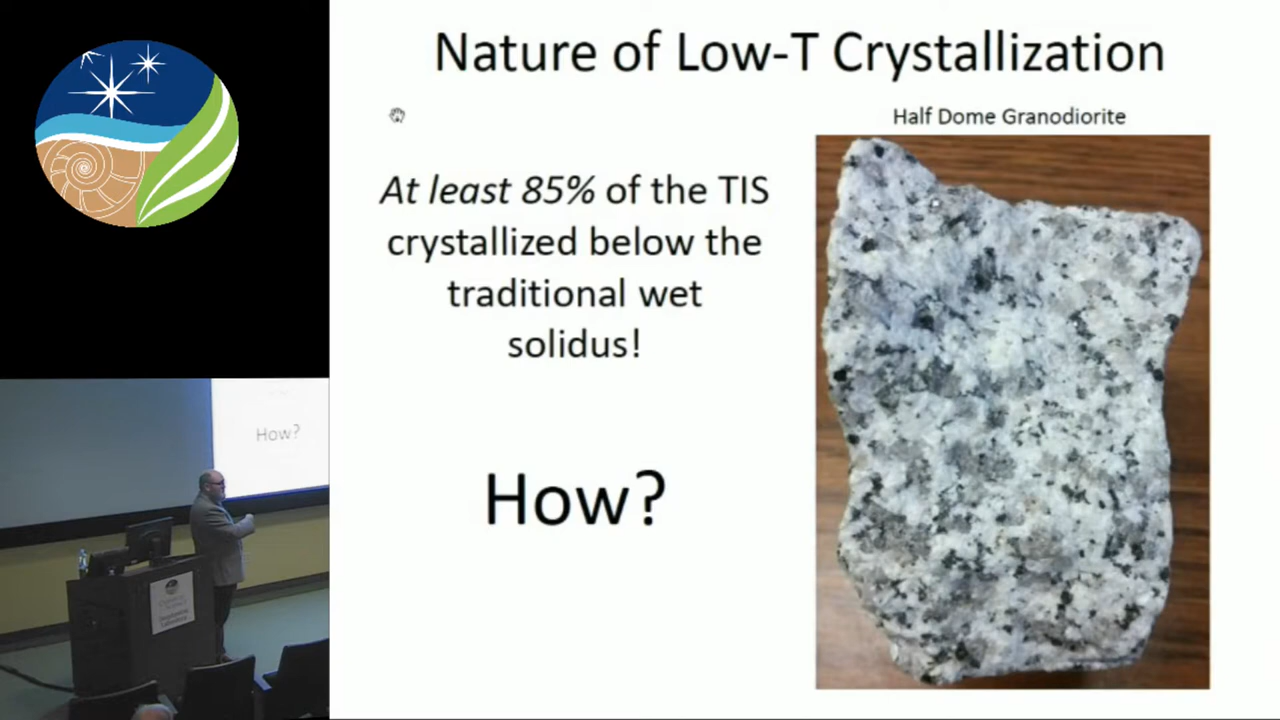 Nature of Low-T Crystallization
Half Dome Granodiorite
At least 85% of the TIS
crystallized below the
traditional wet
solidus!
How?
How?